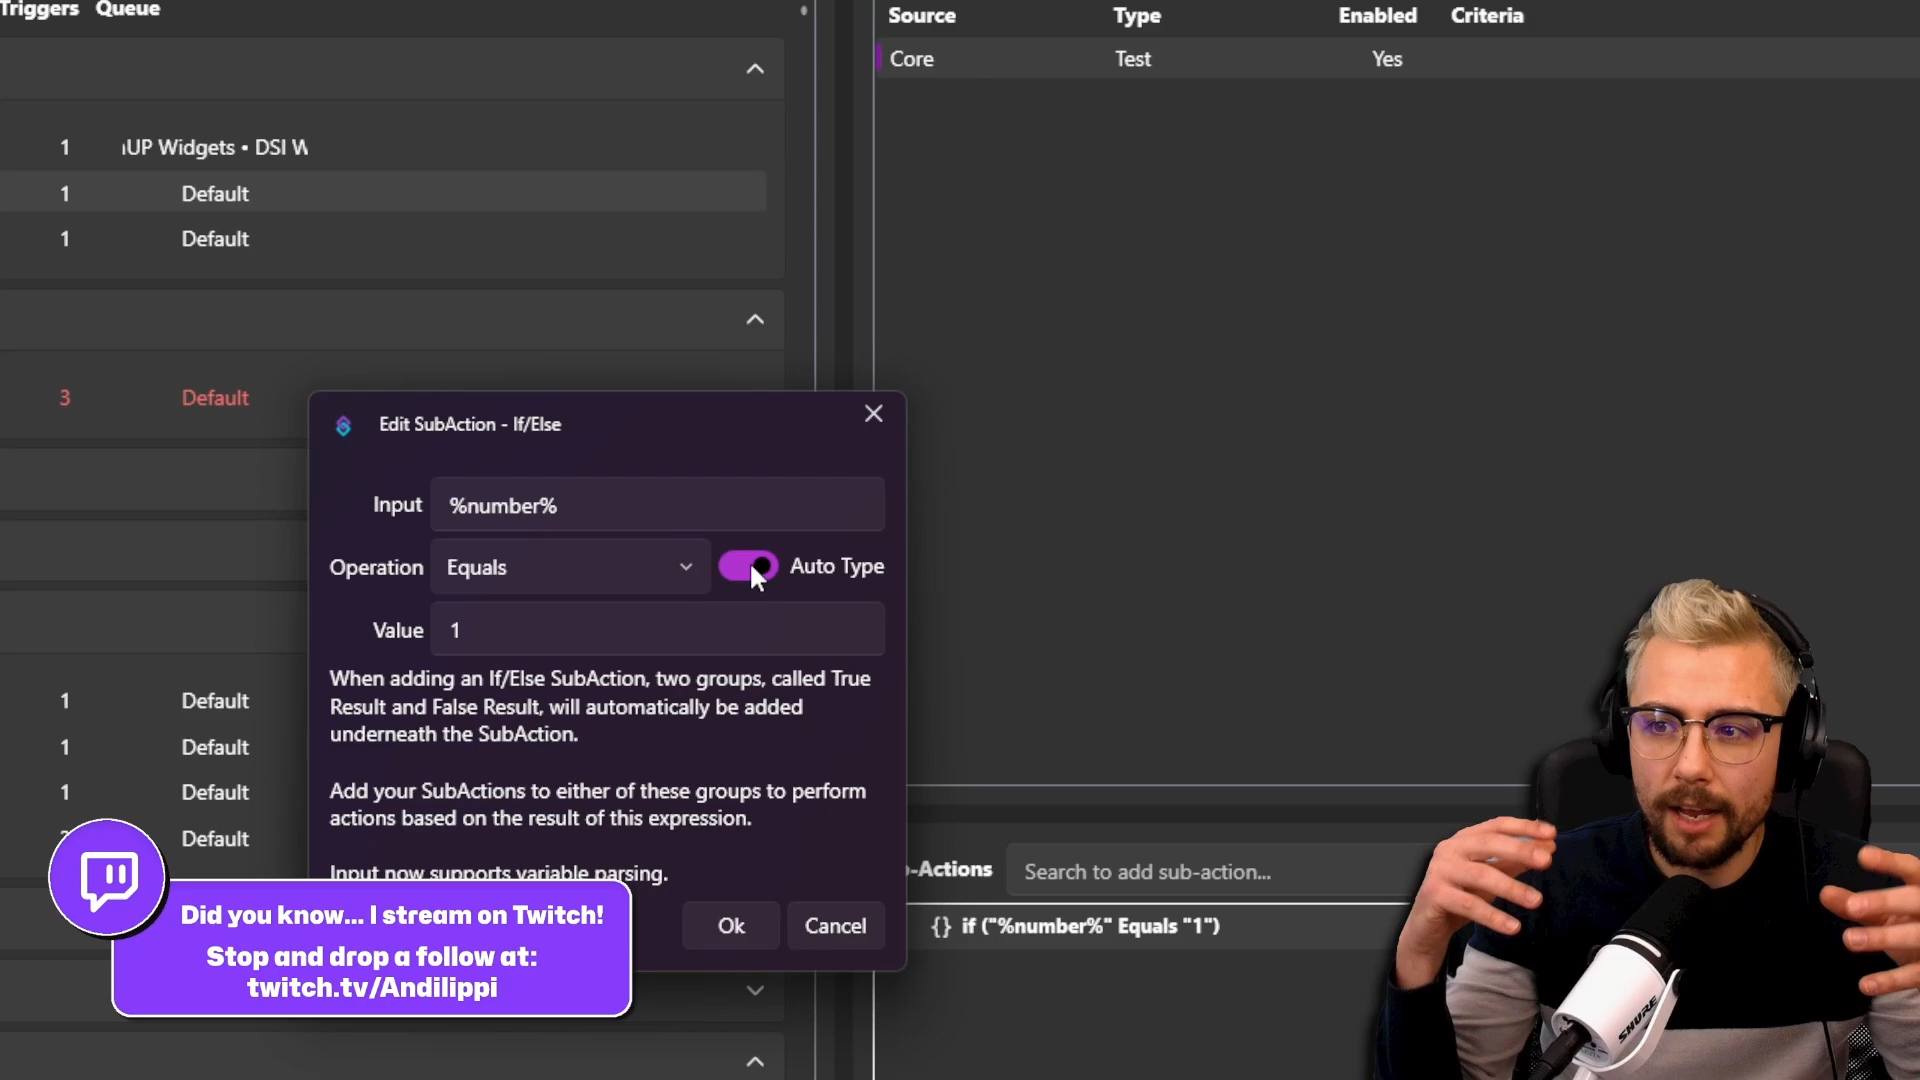 Triggers Queue
Source Type Enabled Criteria
Core Test Yes
1 UP Widgets • DSI W
1 Default
1 Default
3 Default
Edit SubAction - If/Else
Input %number%
Operation Equals Auto Type
Value 1
When adding an If/Else SubAction, two groups, called True
Result and False Result, will automatically be added
underneath the SubAction.
Add your SubActions to either of these groups to perform
actions based on the result of this expression.
Input now supports variable parsing.
Ok Cancel
1 Default
1 Default
1 Default
Default
-Actions Search to add sub-action...
{} if ("%number%" Equals "1")
Did you know... I stream on Twitch!
Stop and drop a follow at:
twitch.tv/Andilippi
SHURE